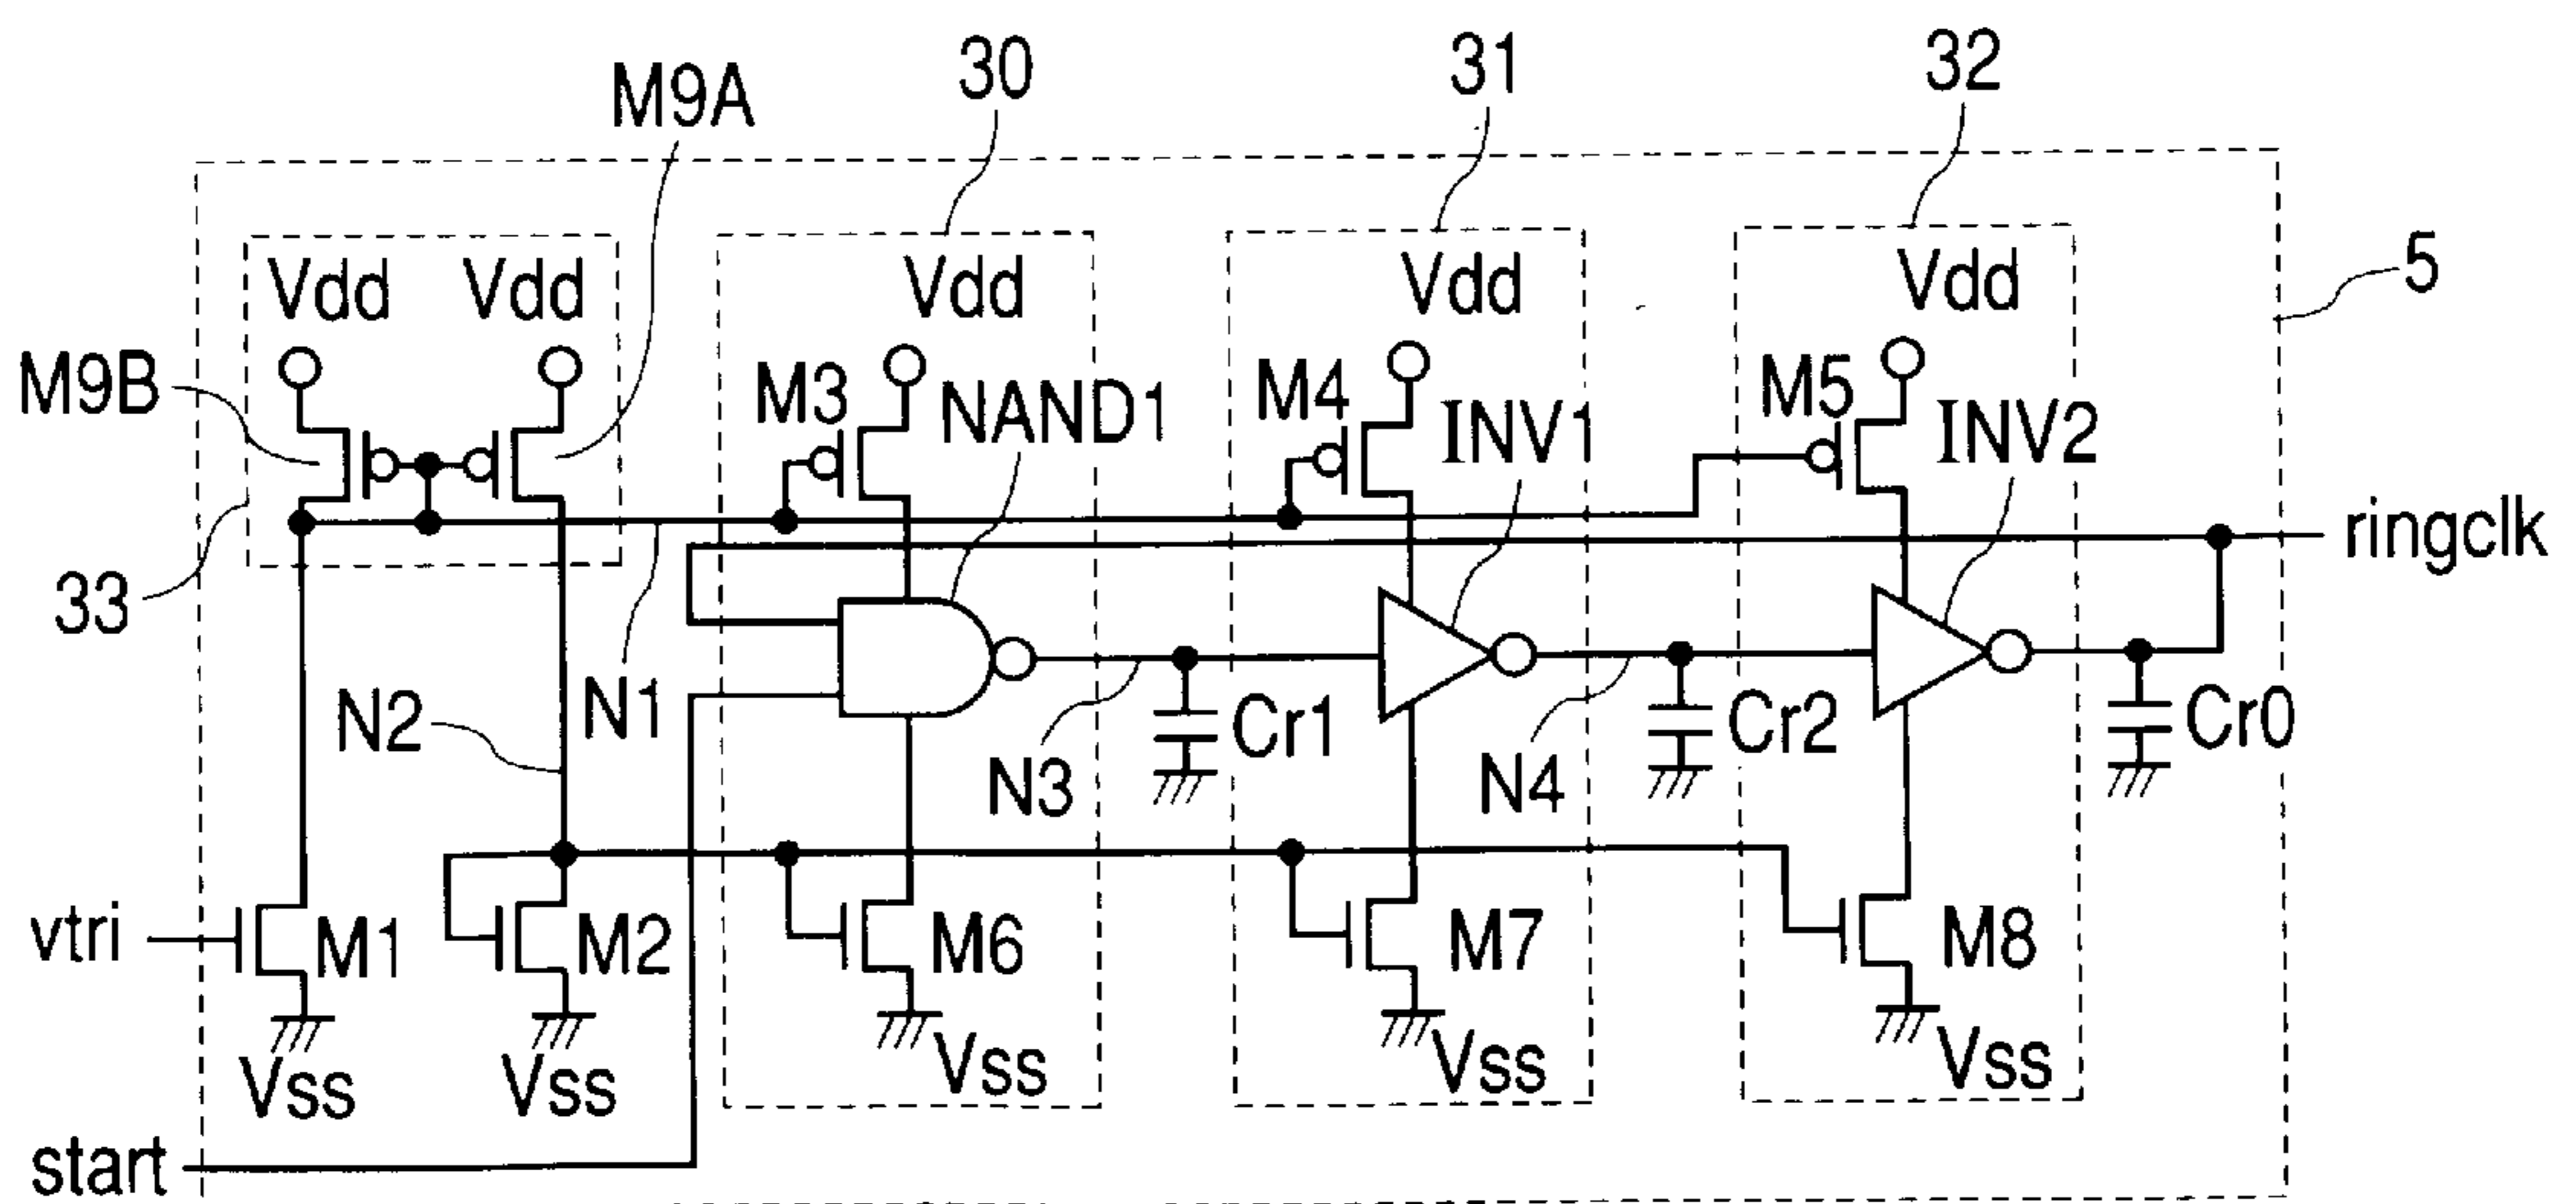 30
31
32
M9A
5
Vdd
Vdd
Vdd
Vdd
Vdd
M9B
M3
NAND1
M4
INV1
M5
INV2
ringclk
33
N2
N1
N3
Cr1
N4
Cr2
Cr0
vtri
M1
M2
M6
M7
M8
Vss
Vss
Vss
Vss
Vss
start